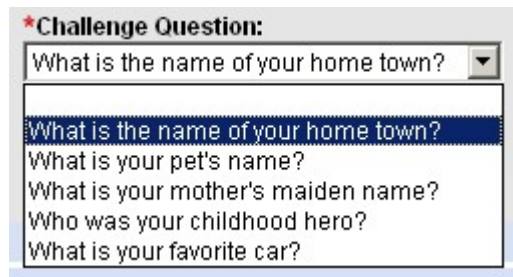 *Challenge Question:
What is the name of your home town?
What is the name of your home town?
What is your pet's name?
What is your mother's maiden name?
Who was your childhood hero?
What is your favorite car?